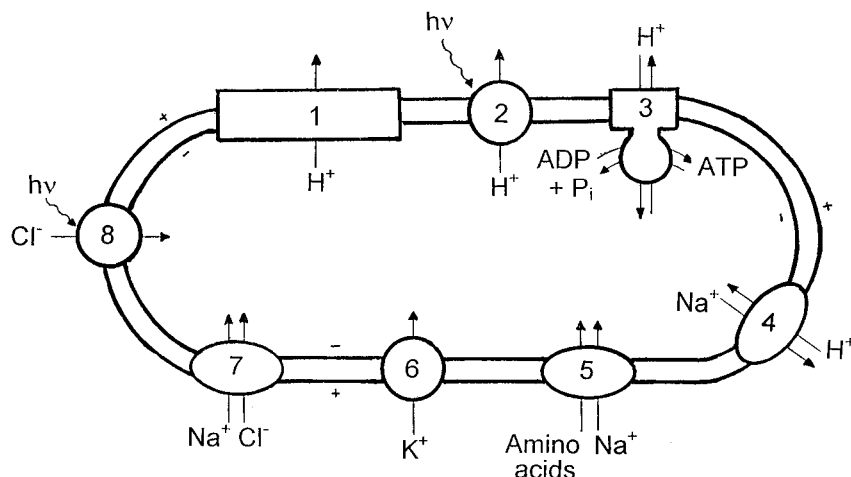 hν
H⁺
1
2
3
H⁺
H⁺
ADP
+ Pᵢ
ATP
+
-
+
-
hν
Cl⁻
8
Na⁺
4
H⁺
7
-
+
6
5
Na⁺ Cl⁻
K⁺
Amino Na⁺
acids